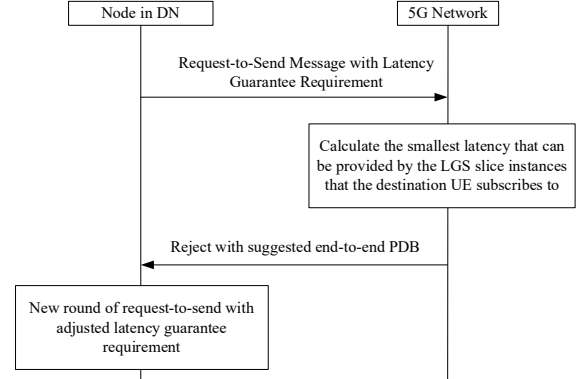 Node in DN
5G Network
Request-to-Send Message with Latency
Guarantee Requirement
Calculate the smallest latency that can
be provided by the LGS slice instances
that the destination UE subscribes to
Reject with suggested end-to-end PDB
New round of request-to-send with
adjusted latency guarantee
requirement